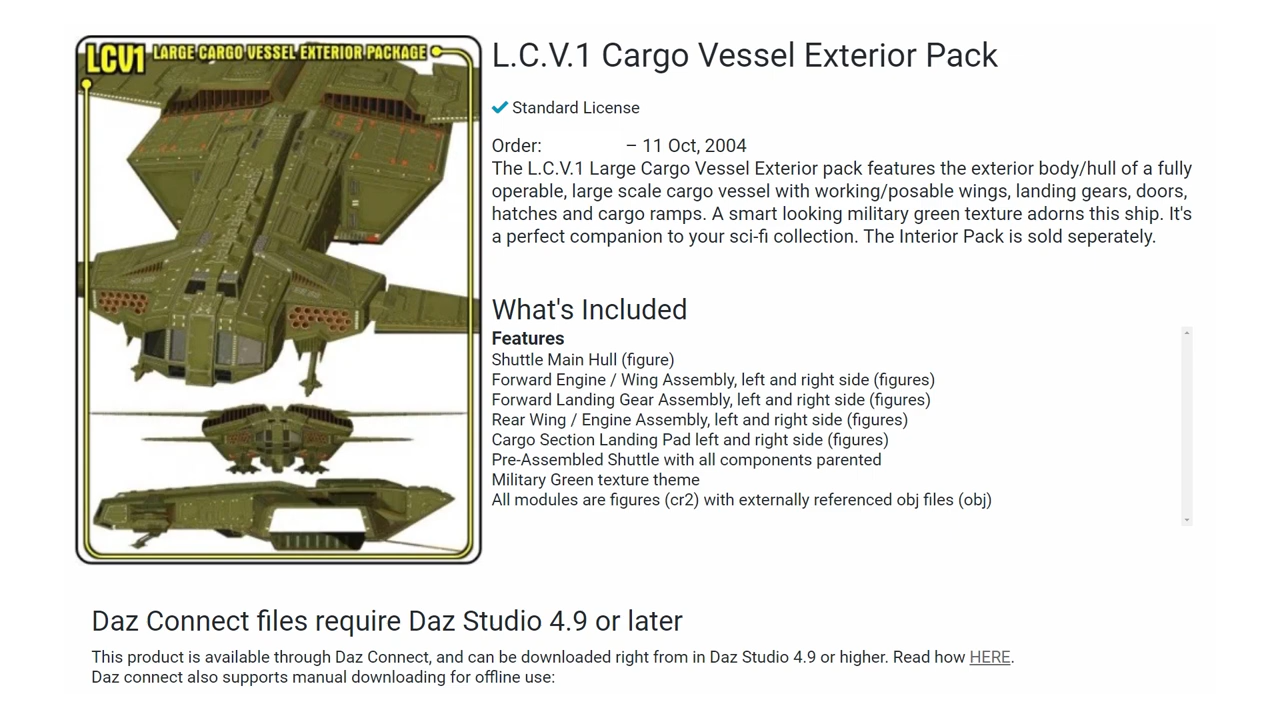 LCV1 LARGE CARGO VESSEL EXTERIOR PACKAGE
L.C.V.1 Cargo Vessel Exterior Pack
Standard License
Order: – 11 Oct, 2004
The L.C.V.1 Large Cargo Vessel Exterior pack features the exterior body/hull of a fully
operable, large scale cargo vessel with working/posable wings, landing gears, doors,
hatches and cargo ramps. A smart looking military green texture adorns this ship. It's
a perfect companion to your sci-fi collection. The Interior Pack is sold seperately.
What's Included
Features
Shuttle Main Hull (figure)
Forward Engine / Wing Assembly, left and right side (figures)
Forward Landing Gear Assembly, left and right side (figures)
Rear Wing / Engine Assembly, left and right side (figures)
Cargo Section Landing Pad left and right side (figures)
Pre-Assembled Shuttle with all components parented
Military Green texture theme
All modules are figures (cr2) with externally referenced obj files (obj)
Daz Connect files require Daz Studio 4.9 or later
This product is available through Daz Connect, and can be downloaded right from in Daz Studio 4.9 or higher. Read how HERE.
Daz connect also supports manual downloading for offline use: